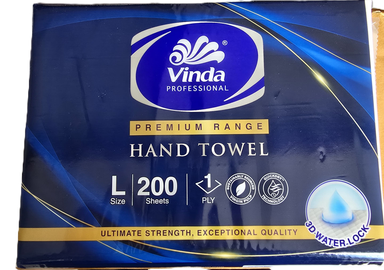 ®
Vinda
PROFESSIONAL
PREMIUM RANGE
HAND TOWEL
L 200 1
Size Sheets PLY
3D WATER.LOCK
ULTIMATE STRENGTH, EXCEPTIONAL QUALITY